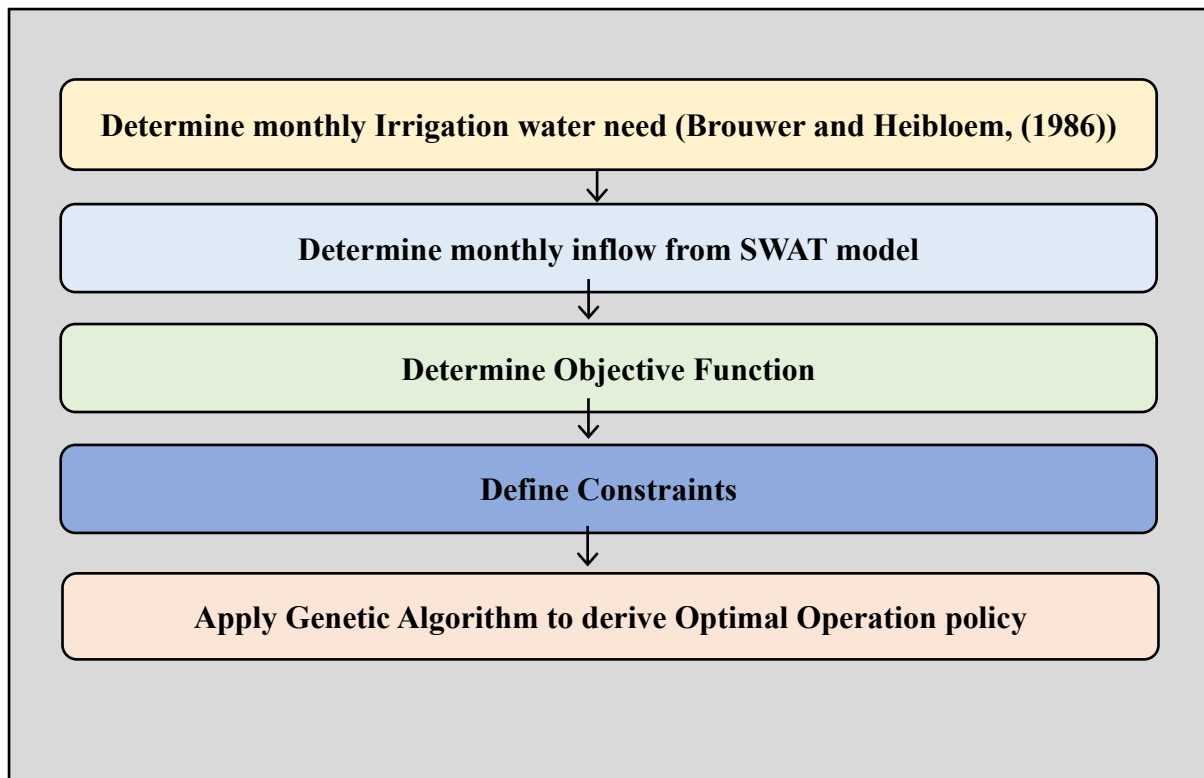 Determine monthly Irrigation water need (Brouwer and Heibloem, (1986))
Determine monthly inflow from SWAT model
Determine Objective Function
Define Constraints
Apply Genetic Algorithm to derive Optimal Operation policy